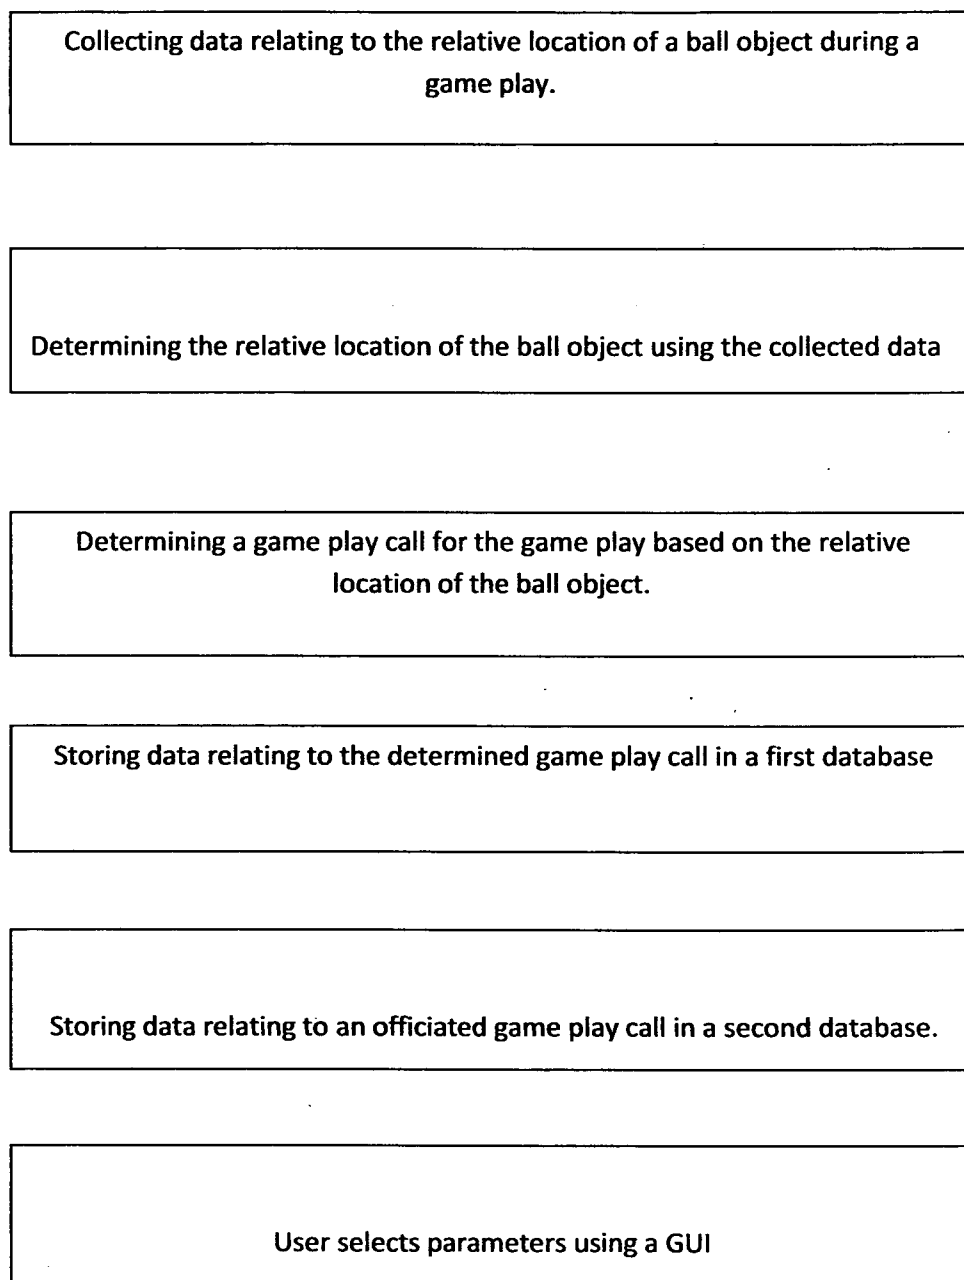 Collecting data relating to the relative location of a ball object during a
game play.
Determining the relative location of the ball object using the collected data
Determining a game play call for the game play based on the relative
location of the ball object.
Storing data relating to the determined game play call in a first database
Storing data relating to an officiated game play call in a second database.
User selects parameters using a GUI